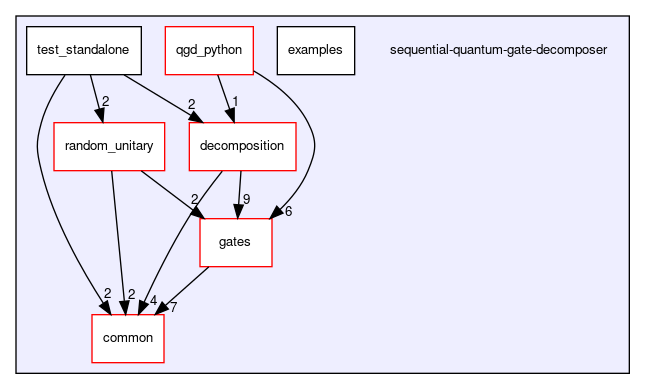 test_standalone
qgd_python
examples
sequential-quantum-gate-decomposer
2
2
1
random_unitary
decomposition
2
9
6
gates
2
2
4
7
common